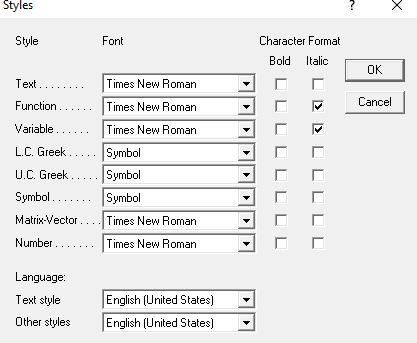 Styles ? X
Style Font Character Format
Bold Italic
OK
Text . . . . . . . . Times New Roman
Cancel
Function . . . . . . Times New Roman
Variable . . . . . . Times New Roman
L.C. Greek . . . . . Symbol
U.C. Greek . . . . . Symbol
Symbol . . . . . . . Symbol
Matrix-Vector . . . . Times New Roman
Number . . . . . . . Times New Roman
Language:
Text style English (United States)
Other styles English (United States)